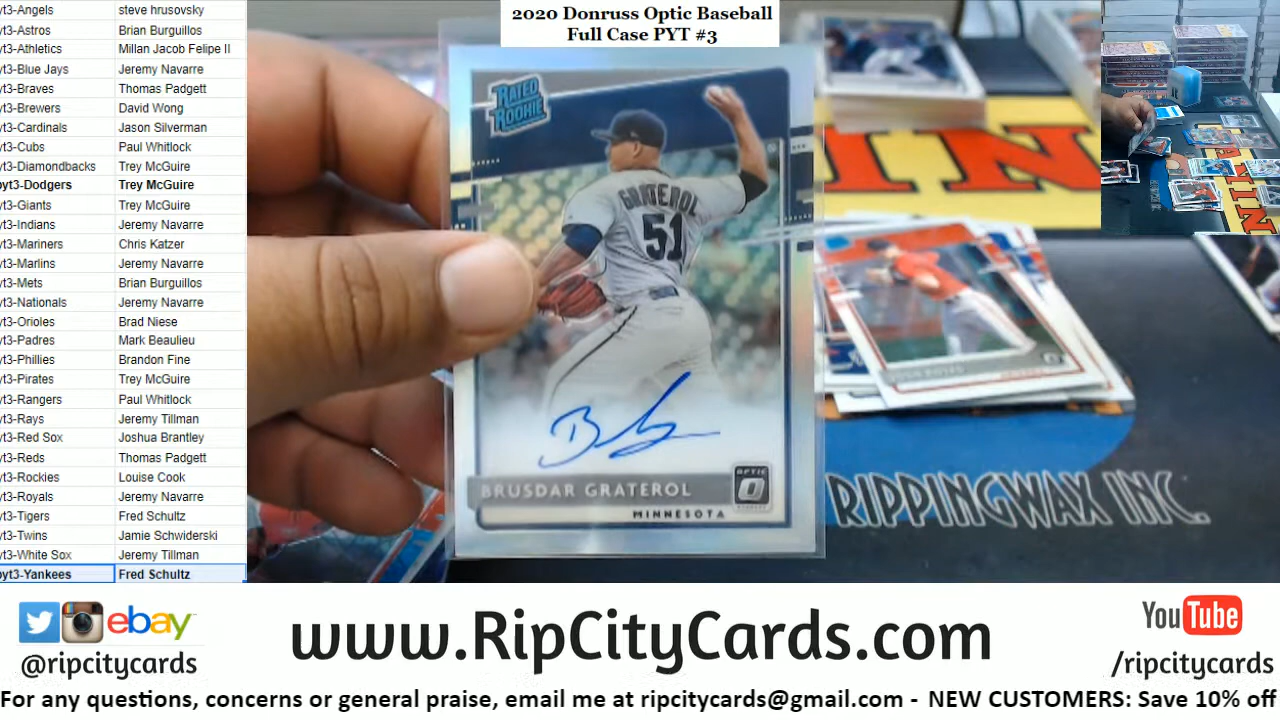 yt3-Angels steve hrusovsky
yt3-Astros Brian Burguillos
yt3-Athletics Millan Jacob Felipe II
yt3-Blue Jays Jeremy Navarre
yt3-Braves Thomas Padgett
yt3-Brewers David Wong
yt3-Cardinals Jason Silverman
yt3-Cubs Paul Whitlock
yt3-Diamondbacks Trey McGuire
pyt3-Dodgers Trey McGuire
yt3-Giants Trey McGuire
yt3-Indians Jeremy Navarre
yt3-Mariners Chris Katzer
yt3-Marlins Jeremy Navarre
yt3-Mets Brian Burguillos
yt3-Nationals Jeremy Navarre
yt3-Orioles Brad Niese
yt3-Padres Mark Beaulieu
yt3-Phillies Brandon Fine
yt3-Pirates Trey McGuire
yt3-Rangers Paul Whitlock
yt3-Rays Jeremy Tillman
yt3-Red Sox Joshua Brantley
yt3-Reds Thomas Padgett
yt3-Rockies Louise Cook
yt3-Royals Jeremy Navarre
yt3-Tigers Fred Schultz
yt3-Twins Jamie Schwiderski
yt3-White Sox Jeremy Tillman
pyt3-Yankees Fred Schultz
2020 Donruss Optic Baseball
Full Case PYT #3
RATED
ROOKIE
GRATEROL
51
BRUSDAR GRATEROL
OPTIC
MINNESOTA
IN
RIPPINGWAX INC.
ebay
@ripcitycards
www.RipCityCards.com
YouTube
/ripcitycards
For any questions, concerns or general praise, email me at ripcitycards@gmail.com - NEW CUSTOMERS: Save 10% off